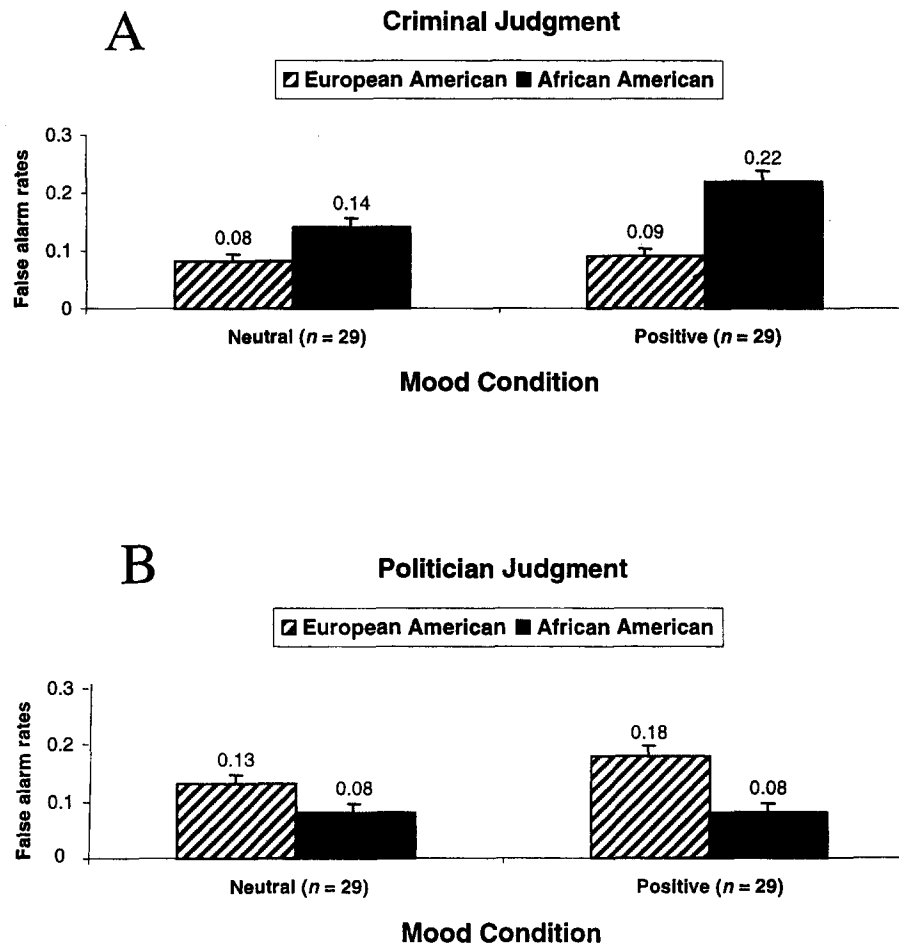 A
Criminal Judgment
European American African American
False alarm rates
0.3
0.2
0.1
0
0.08
0.14
0.09
0.22
Neutral (n = 29)
Positive (n = 29)
Mood Condition
B
Politician Judgment
European American African American
False alarm rates
0.3
0.2
0.1
0
0.13
0.08
0.18
0.08
Neutral (n = 29)
Positive (n = 29)
Mood Condition